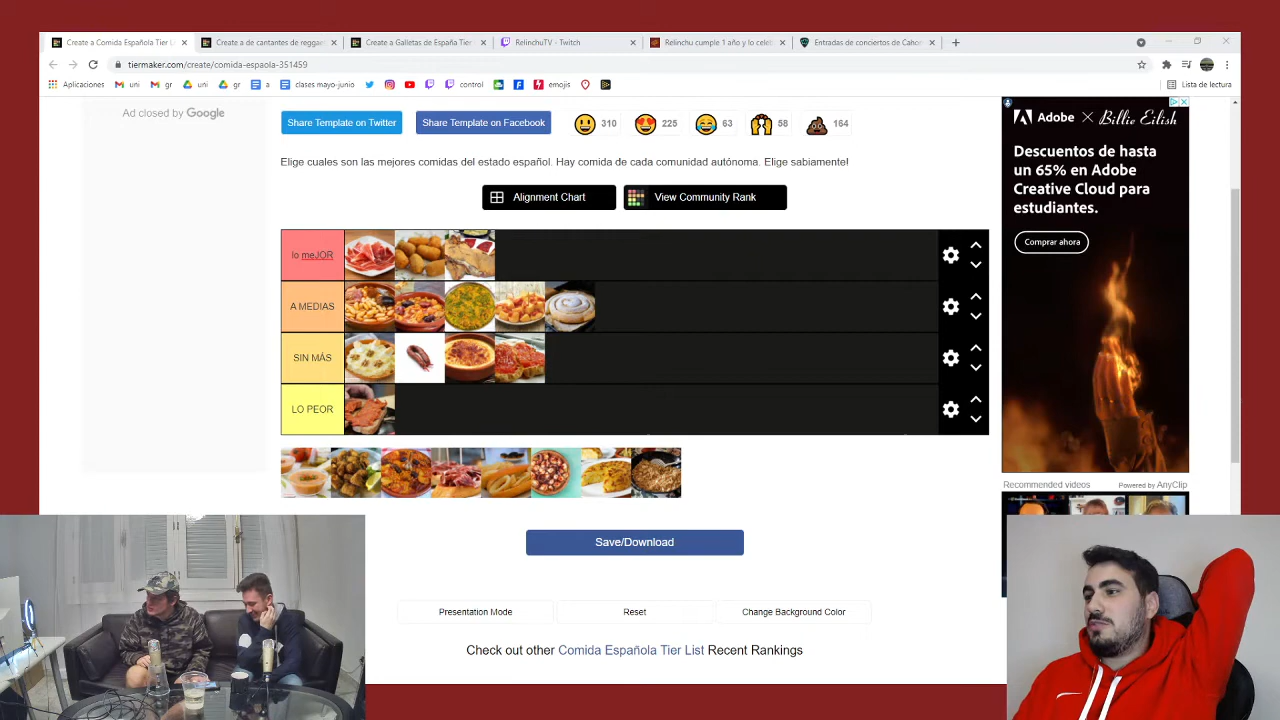 Create a Comida Española Tier Li
Create a de cantantes de reggae
Create a Galletas de España Tier
RelinchuTV - Twitch
Relinchu cumple 1 año y lo celeb
Entradas de conciertos de Cahor
tiermaker.com/create/comida-espaola-351459
Aplicaciones
uni
gr
uni
gr
a
clases mayo-junio
control
emojis
Lista de lectura
Ad closed by Google
Share Template on Twitter
Share Template on Facebook
310
225
63
58
164
Elige cuales son las mejores comidas del estado español. Hay comida de cada comunidad autónoma. Elige sabiamente!
Alignment Chart
View Community Rank
lo meJOR
A MEDIAS
SIN MÁS
LO PEOR
Save/Download
Presentation Mode
Reset
Change Background Color
Check out other Comida Española Tier List Recent Rankings
Adobe × Billie Eilish
Descuentos de hasta
un 65% en Adobe
Creative Cloud para
estudiantes.
Comprar ahora
Recommended videos
Powered by AnyClip